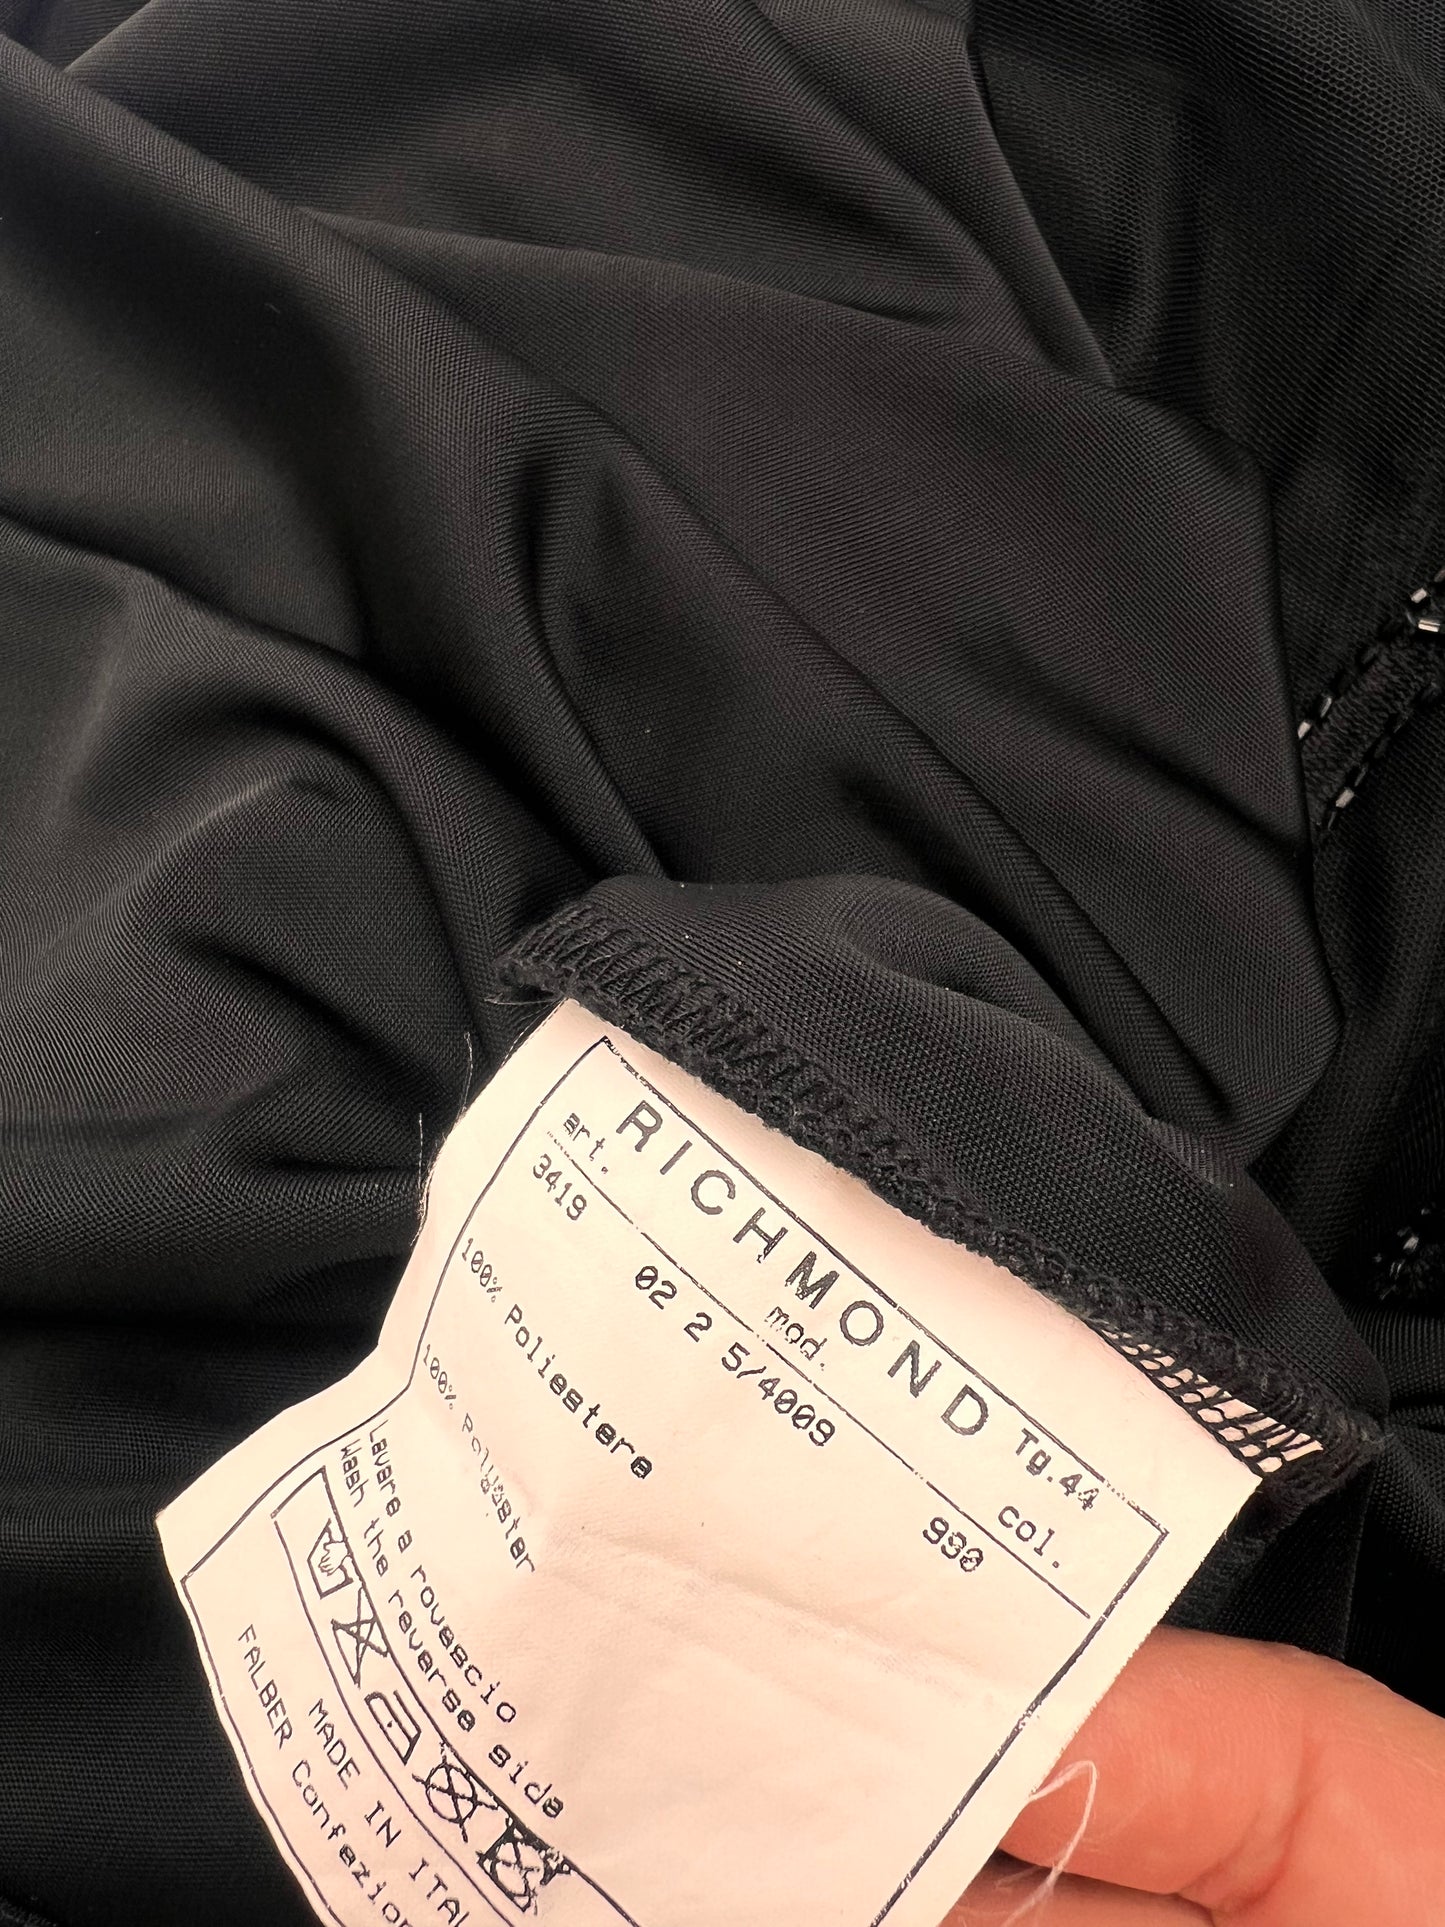 RICHMOND Tg.44
art. mod. col.
3419 02 2 5/4009 990
100% Poliestere
100% Polyester
Lavare a rovescio
Wash the reverse side
MADE IN ITAL
FALBER Confezion